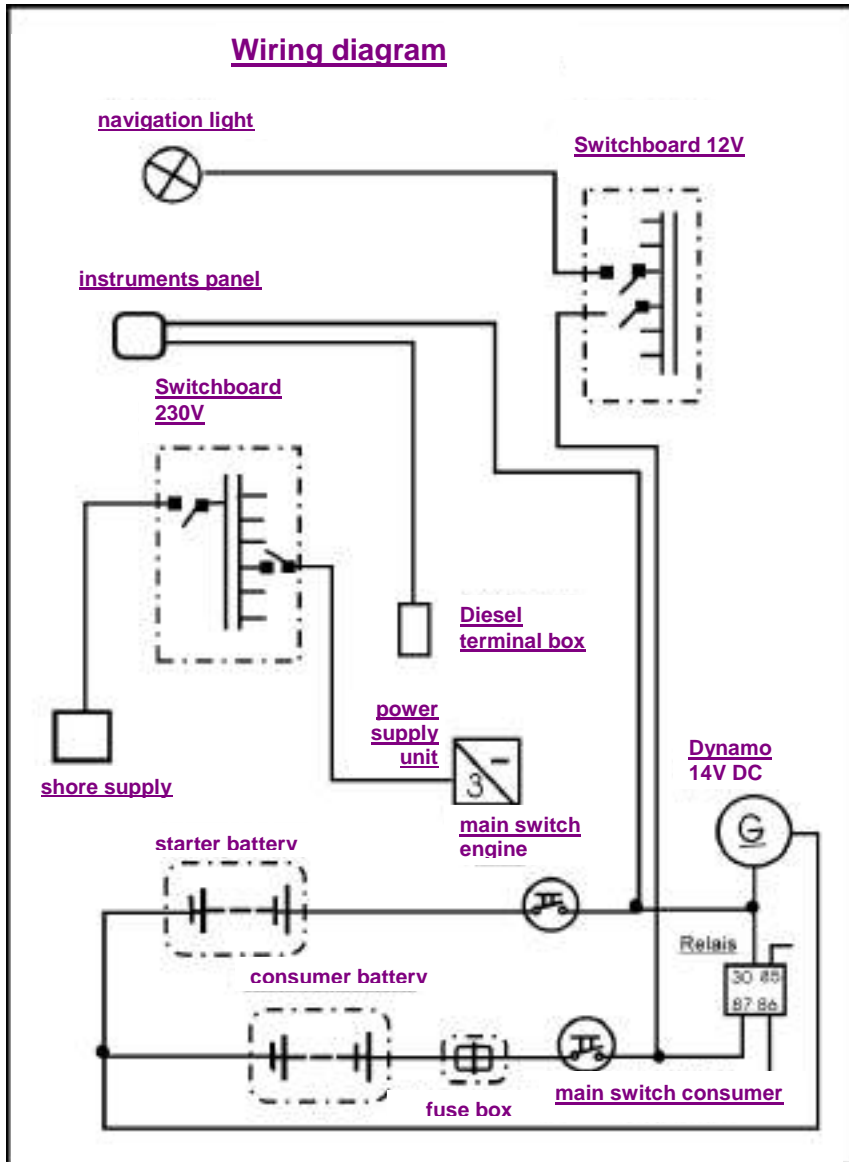 Wiring diagram
navigation light
Switchboard 12V
instruments panel
Switchboard
230V
Diesel
terminal box
power
supply
unit
3
shore supply
Dynamo
14V DC
G
main switch
engine
starter battery
Relais
30 85
87 86
consumer battery
main switch consumer
fuse box